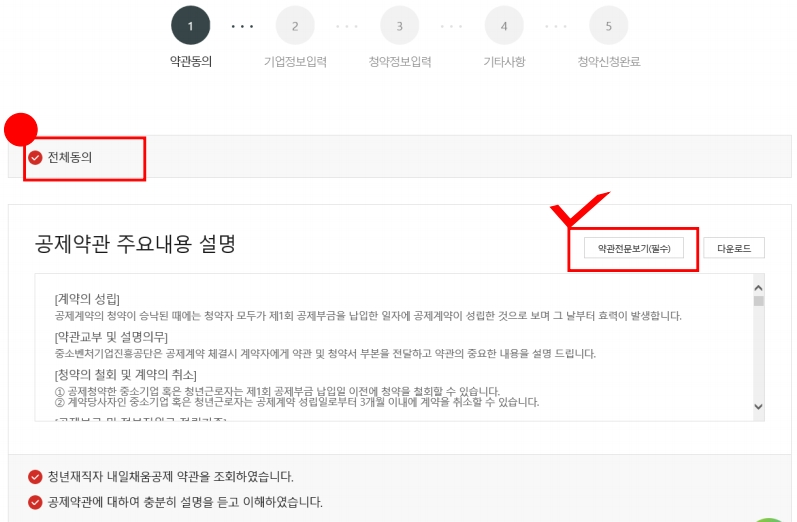 1 ··· 2 ··· 3 ··· 4 ··· 5
약관동의 기업정보입력 청약정보입력 기타사항 청약신청완료
전체동의
공제약관 주요내용 설명
약관전문보기(필수) 다운로드
[계약의 성립]
공제계약의 청약이 승낙된 때에는 청약자 모두가 제1회 공제부금을 납입한 일자에 공제계약이 성립한 것으로 보며 그 날부터 효력이 발생합니다.
[약관교부 및 설명의무]
중소벤처기업진흥공단은 공제계약 체결시 계약자에게 약관 및 청약서 부본을 전달하고 약관의 중요한 내용을 설명 드립니다.
[청약의 철회 및 계약의 취소]
① 공제청약한 중소기업 혹은 청년근로자는 제1회 공제부금 납입일 이전에 청약을 철회할 수 있습니다.
② 계약당사자인 중소기업 혹은 청년근로자는 공제계약 성립일로부터 3개월 이내에 계약을 취소할 수 있습니다.
청년재직자 내일채움공제 약관을 조회하였습니다.
공제약관에 대하여 충분히 설명을 듣고 이해하였습니다.